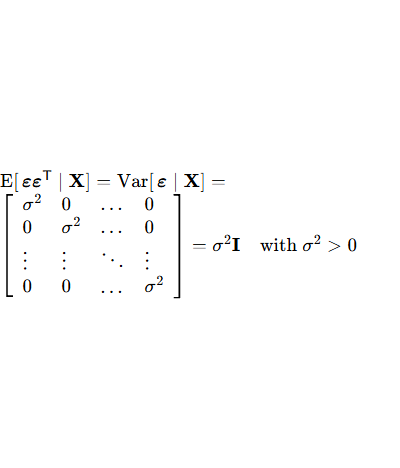 E[ εεᵀ | X] = Var[ ε | X] =
[ σ² 0 … 0
0 σ² … 0
⋮ ⋮ ⋱ ⋮
0 0 … σ² ] = σ²I with σ² > 0